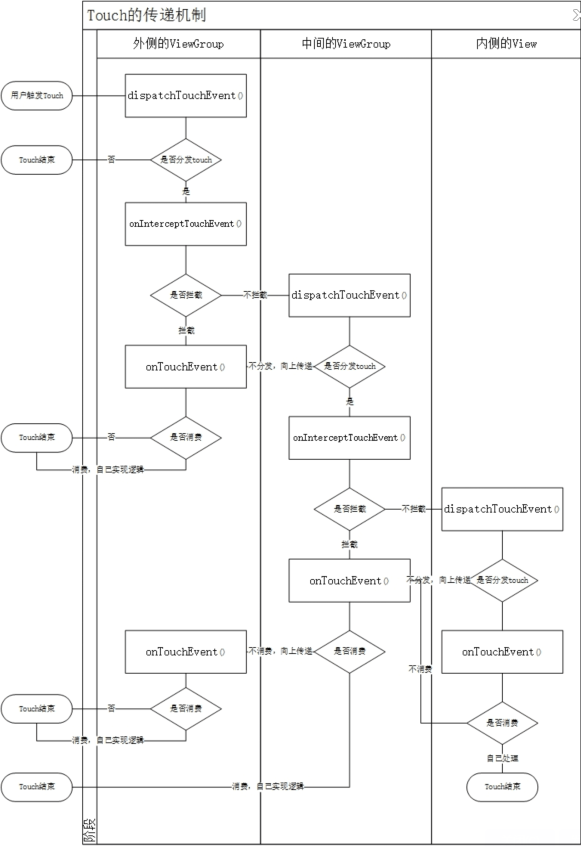 Touch的传递机制
外侧的ViewGroup
中间的ViewGroup
内侧的View
用户触发Touch
dispatchTouchEvent()
Touch结束
否
是否分发touch
是
onInterceptTouchEvent()
是否拦截
不拦截
dispatchTouchEvent()
拦截
onTouchEvent()
不分发，向上传递
是否分发touch
是
Touch结束
否
是否消费
onInterceptTouchEvent()
消费，自己实现逻辑
是否拦截
不拦截
dispatchTouchEvent()
拦截
onTouchEvent()
不分发，向上传递
是否分发touch
onTouchEvent()
不消费，向上传递
是否消费
onTouchEvent()
不消费
Touch结束
否
是否消费
是否消费
消费，自己实现逻辑
自己处理
Touch结束
消费，自己实现逻辑
Touch结束
阶段